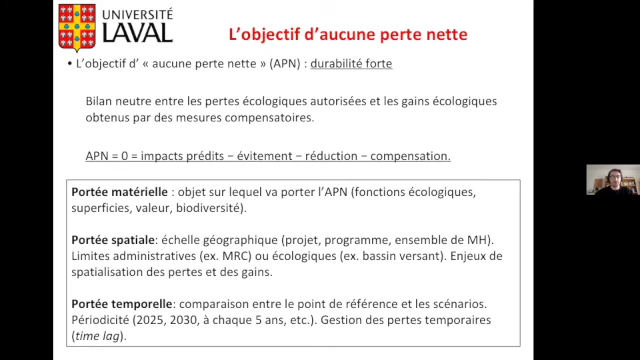 UNIVERSITÉ
LAVAL
L'objectif d'aucune perte nette
• L'objectif d' « aucune perte nette » (APN) : durabilité forte
Bilan neutre entre les pertes écologiques autorisées et les gains écologiques
obtenus par des mesures compensatoires.
APN = 0 = impacts prédits − évitement − réduction − compensation.
Portée matérielle : objet sur lequel va porter l'APN (fonctions écologiques,
superficies, valeur, biodiversité).
Portée spatiale: échelle géographique (projet, programme, ensemble de MH).
Limites administratives (ex. MRC) ou écologiques (ex. bassin versant). Enjeux de
spatialisation des pertes et des gains.
Portée temporelle: comparaison entre le point de référence et les scénarios.
Périodicité (2025, 2030, à chaque 5 ans, etc.). Gestion des pertes temporaires
(time lag).